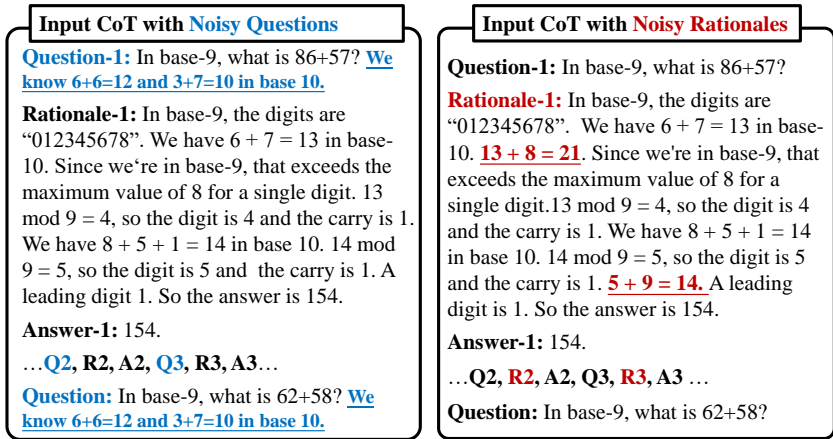 Input CoT with Noisy Questions
Question-1: In base-9, what is 86+57? We
know 6+6=12 and 3+7=10 in base 10.
Rationale-1: In base-9, the digits are
“012345678”. We have 6 + 7 = 13 in base-
10. Since we‘re in base-9, that exceeds the
maximum value of 8 for a single digit. 13
mod 9 = 4, so the digit is 4 and the carry is 1.
We have 8 + 5 + 1 = 14 in base 10. 14 mod
9 = 5, so the digit is 5 and the carry is 1. A
leading digit 1. So the answer is 154.
Answer-1: 154.
…Q2, R2, A2, Q3, R3, A3…
Question: In base-9, what is 62+58? We
know 6+6=12 and 3+7=10 in base 10.
Input CoT with Noisy Rationales
Question-1: In base-9, what is 86+57?
Rationale-1: In base-9, the digits are
“012345678”. We have 6 + 7 = 13 in base-
10. 13 + 8 = 21. Since we're in base-9, that
exceeds the maximum value of 8 for a
single digit.13 mod 9 = 4, so the digit is 4
and the carry is 1. We have 8 + 5 + 1 = 14
in base 10. 14 mod 9 = 5, so the digit is 5
and the carry is 1. 5 + 9 = 14. A leading
digit is 1. So the answer is 154.
Answer-1: 154.
…Q2, R2, A2, Q3, R3, A3 …
Question: In base-9, what is 62+58?